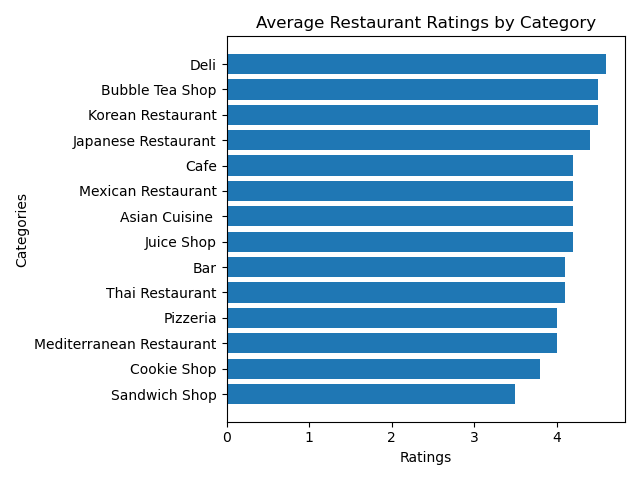 Average Restaurant Ratings by Category
Categories
Deli
Bubble Tea Shop
Korean Restaurant
Japanese Restaurant
Cafe
Mexican Restaurant
Asian Cuisine
Juice Shop
Bar
Thai Restaurant
Pizzeria
Mediterranean Restaurant
Cookie Shop
Sandwich Shop
0 1 2 3 4
Ratings